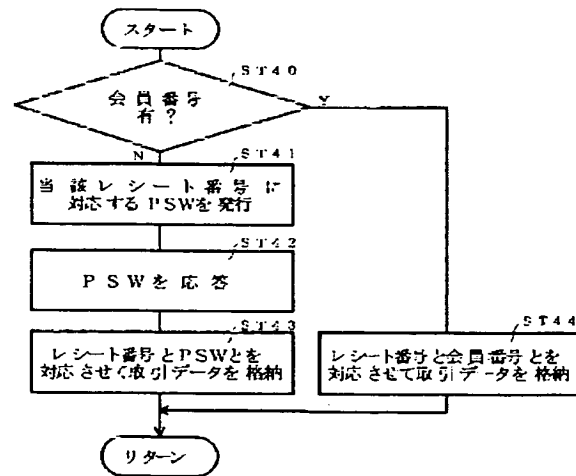 スタート
ST40
会員番号
有？
Y
N
ST41
当該レシート番号に
対応するPSWを発行
ST42
PSWを応答
ST43
レシート番号とPSWとを
対応させて取引データを格納
ST44
レシート番号と会員番号とを
対応させて取引データを格納
リターン